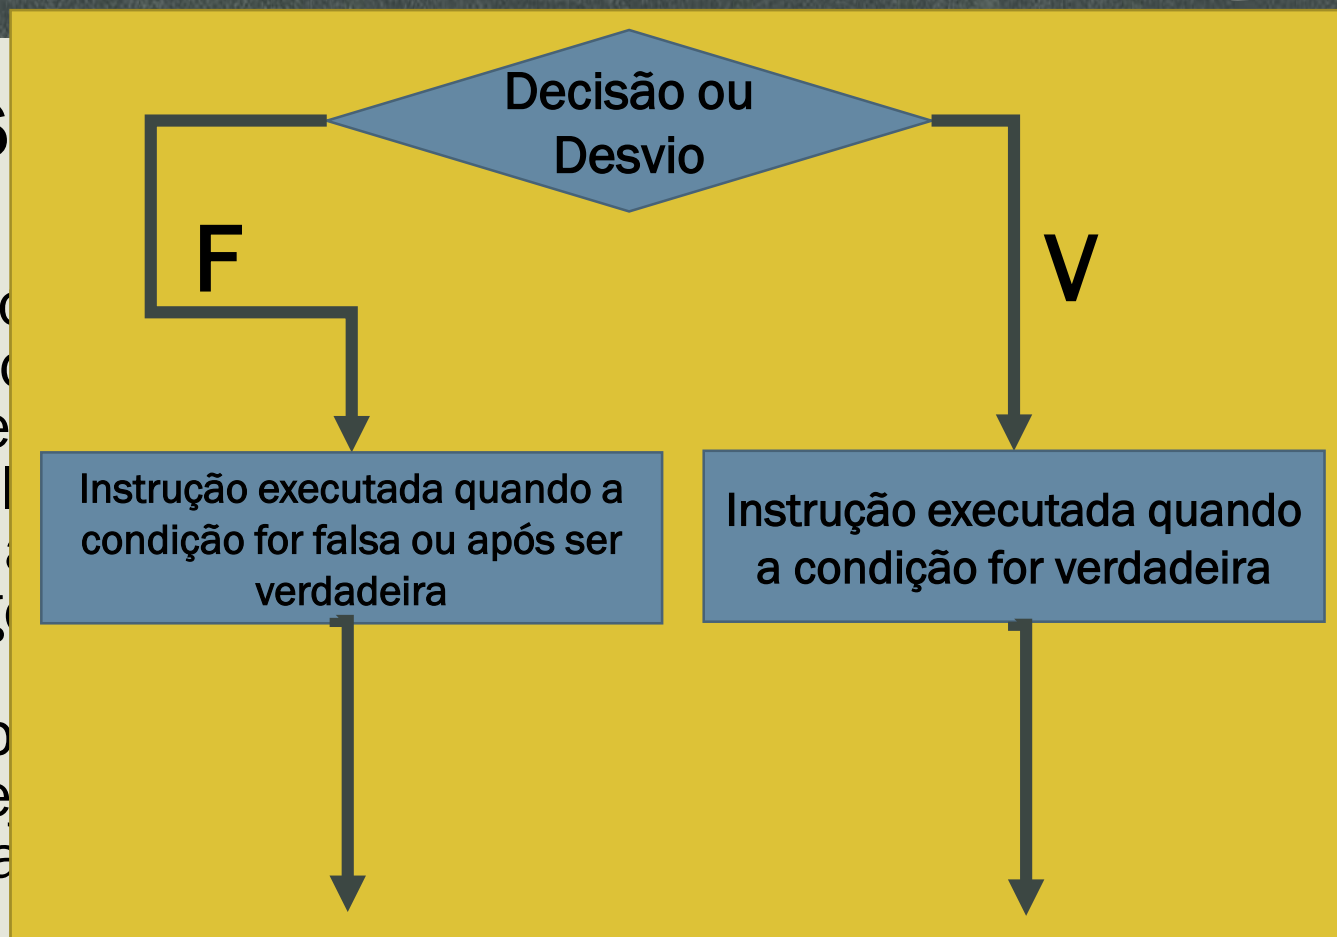 Decisão ou
Desvio
F
V
Instrução executada quando a
condição for falsa ou após ser
verdadeira
Instrução executada quando
a condição for verdadeira